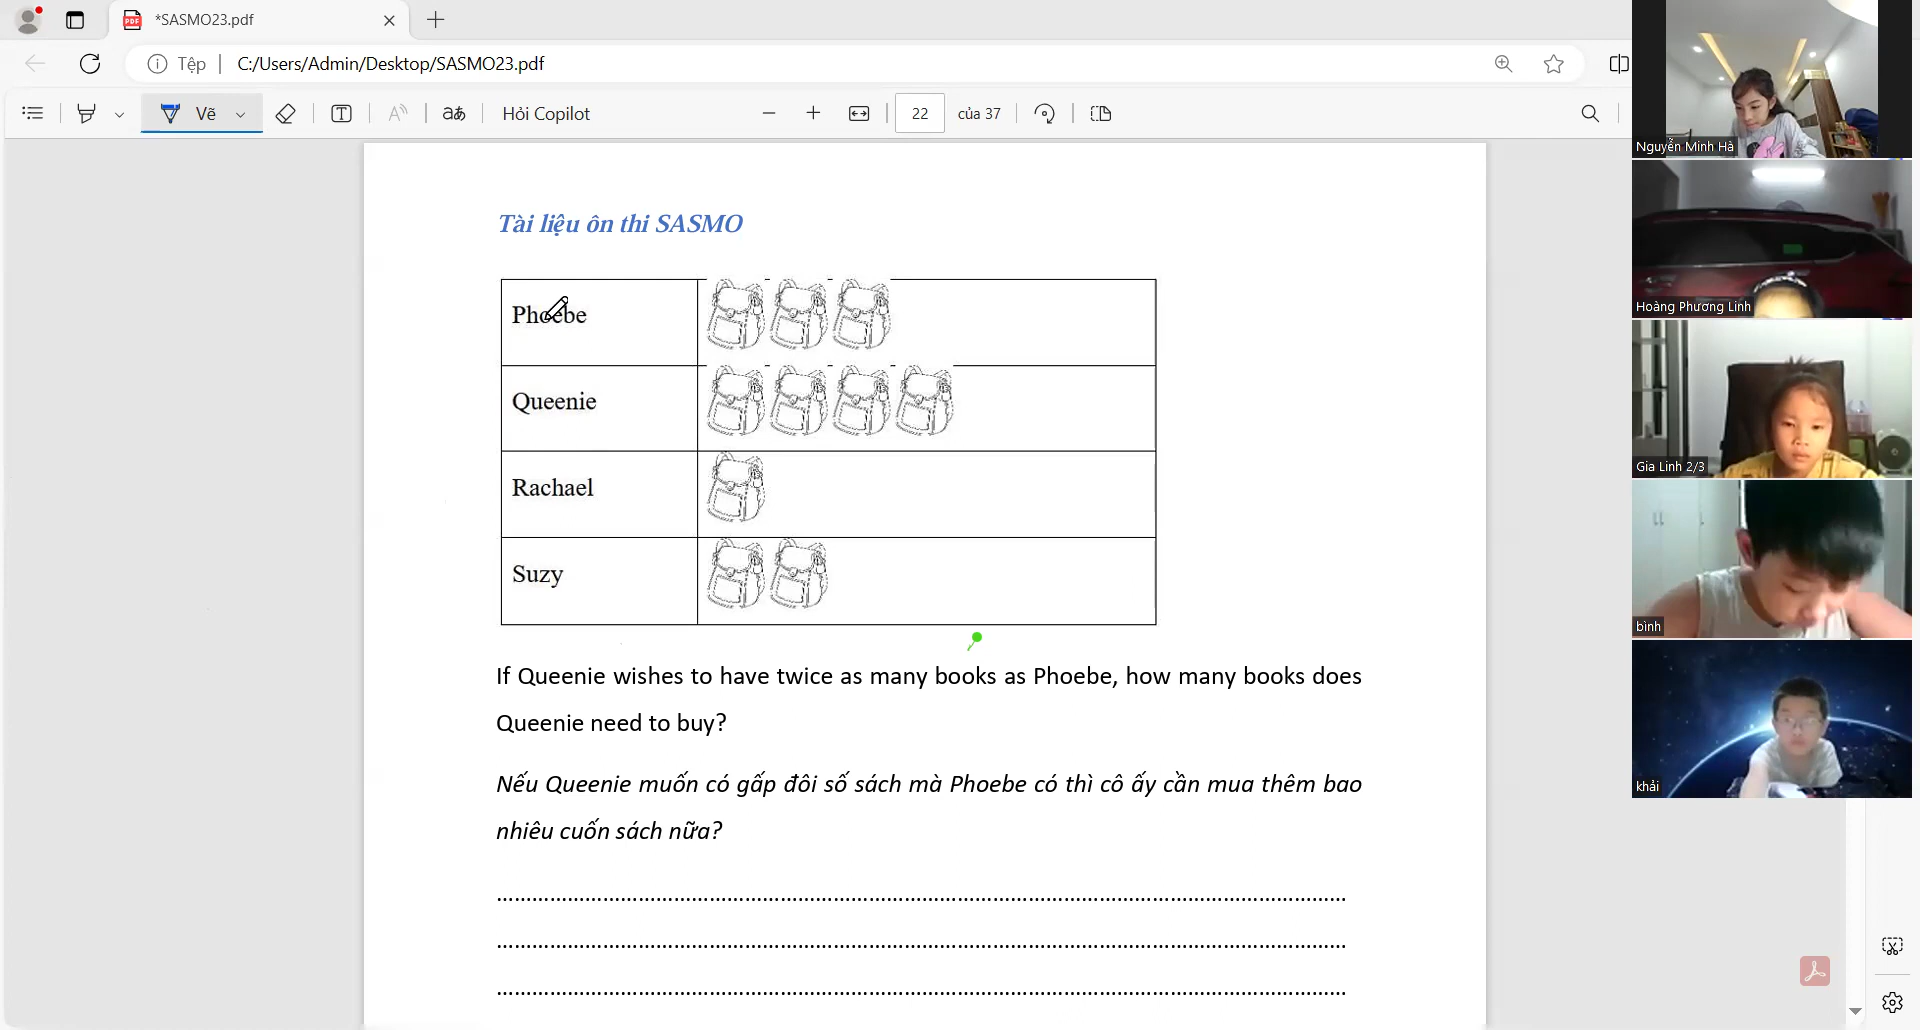 *SASMO23.pdf
Tệp
C:/Users/Admin/Desktop/SASMO23.pdf
Vẽ
T
A
aあ
Hỏi Copilot
22
của 37
Tài liệu ôn thi SASMO
Phoebe
Queenie
Rachael
Suzy
If Queenie wishes to have twice as many books as Phoebe, how many books does
Queenie need to buy?
Nếu Queenie muốn có gấp đôi số sách mà Phoebe có thì cô ấy cần mua thêm bao
nhiêu cuốn sách nữa?
Nguyễn Minh Hà
Hoàng Phương Linh
Gia Linh 2/3
bình
khải